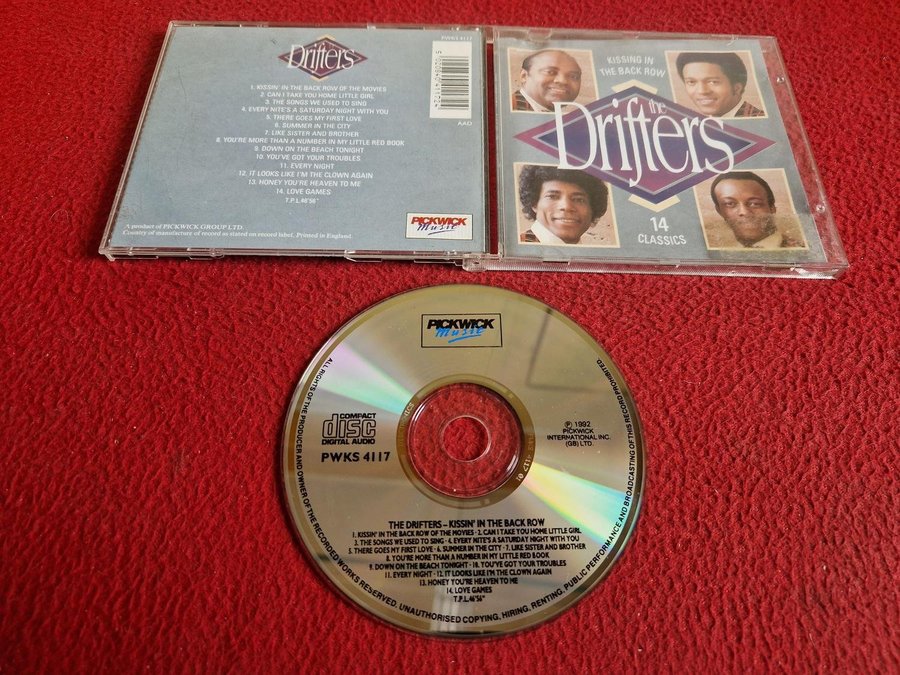 the
Drifters
PWKS 4117
5 020840 411724
AAD
1. KISSIN' IN THE BACK ROW OF THE MOVIES
2. CAN I TAKE YOU HOME LITTLE GIRL
3. THE SONGS WE USED TO SING
4. EVERY NITE'S A SATURDAY NIGHT WITH YOU
5. THERE GOES MY FIRST LOVE
6. SUMMER IN THE CITY
7. LIKE SISTER AND BROTHER
8. YOU'RE MORE THAN A NUMBER IN MY LITTLE RED BOOK
9. DOWN ON THE BEACH TONIGHT
10. YOU'VE GOT YOUR TROUBLES
11. EVERY NIGHT
12. IT LOOKS LIKE I'M THE CLOWN AGAIN
13. HONEY YOU'RE HEAVEN TO ME
14. LOVE GAMES
T.P.L.46'56"
A product of PICKWICK GROUP LTD.
Country of manufacture of record as stated on record label. Printed in England.
PICKWICK
Music
KISSING IN
THE BACK ROW
the
Drifters
14
CLASSICS
PICKWICK
Music
COMPACT
disc
DIGITAL AUDIO
PWKS 4117
℗ 1992
PICKWICK
INTERNATIONAL INC.
(GB) LTD.
THE DRIFTERS – KISSIN' IN THE BACK ROW
1. KISSIN' IN THE BACK ROW OF THE MOVIES · 2. CAN I TAKE YOU HOME LITTLE GIRL
3. THE SONGS WE USED TO SING · 4. EVERY NITE'S A SATURDAY NIGHT WITH YOU
5. THERE GOES MY FIRST LOVE · 6. SUMMER IN THE CITY · 7. LIKE SISTER AND BROTHER
8. YOU'RE MORE THAN A NUMBER IN MY LITTLE RED BOOK
9. DOWN ON THE BEACH TONIGHT · 10. YOU'VE GOT YOUR TROUBLES
11. EVERY NIGHT · 12. IT LOOKS LIKE I'M THE CLOWN AGAIN
13. HONEY YOU'RE HEAVEN TO ME
14. LOVE GAMES
T.P.L.46'56"
ALL RIGHTS OF THE PRODUCER AND OWNER OF THE RECORDED WORKS RESERVED. UNAUTHORISED COPYING, HIRING, RENTING, PUBLIC PERFORMANCE AND BROADCASTING OF THIS RECORD PROHIBITED.